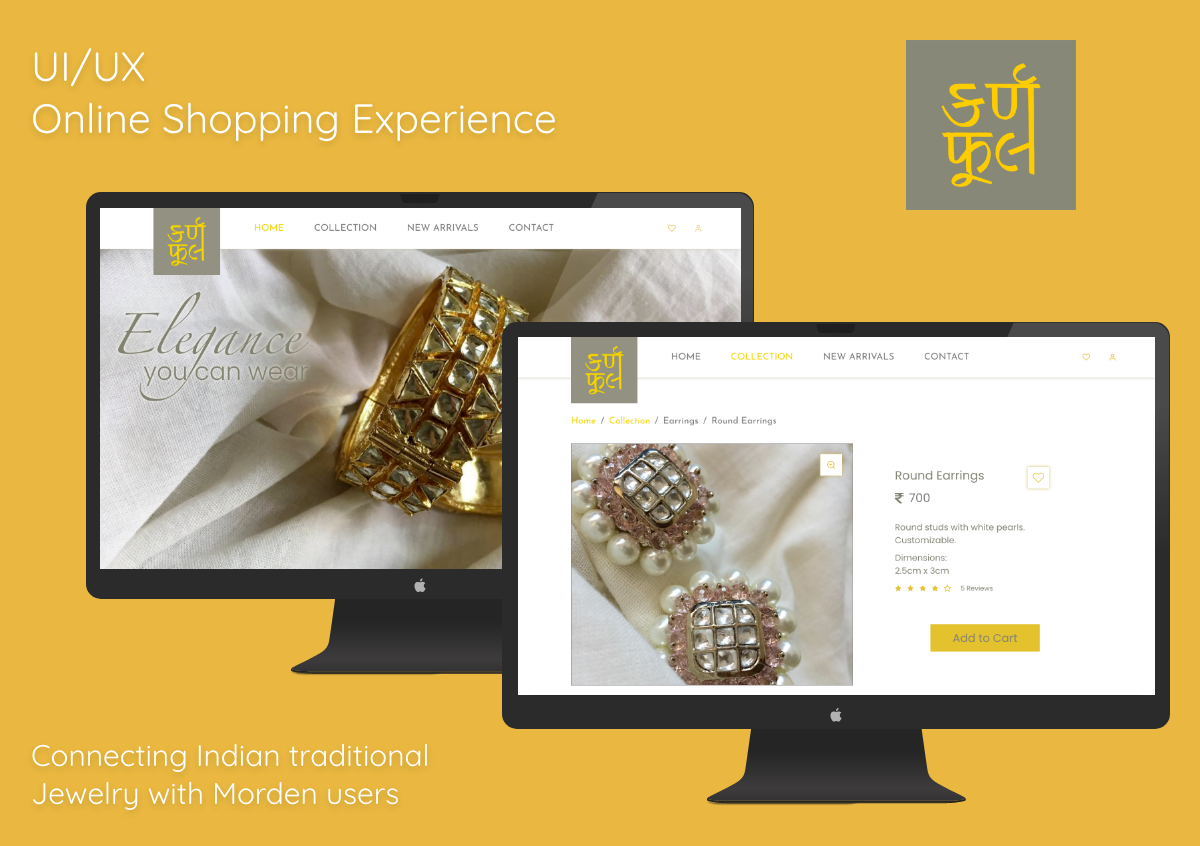 UI/UX
Online Shopping Experience
कर्ण
फुल
कर्ण
फुल
HOME COLLECTION NEW ARRIVALS CONTACT
Elegance
you can wear
कर्ण
फुल
HOME COLLECTION NEW ARRIVALS CONTACT
Home / Collection / Earrings / Round Earrings
Round Earrings
₹ 700
Round studs with white pearls.
Customizable.
Dimensions:
2.5cm x 3cm
5 Reviews
Add to Cart
Connecting Indian traditional
Jewelry with Morden users